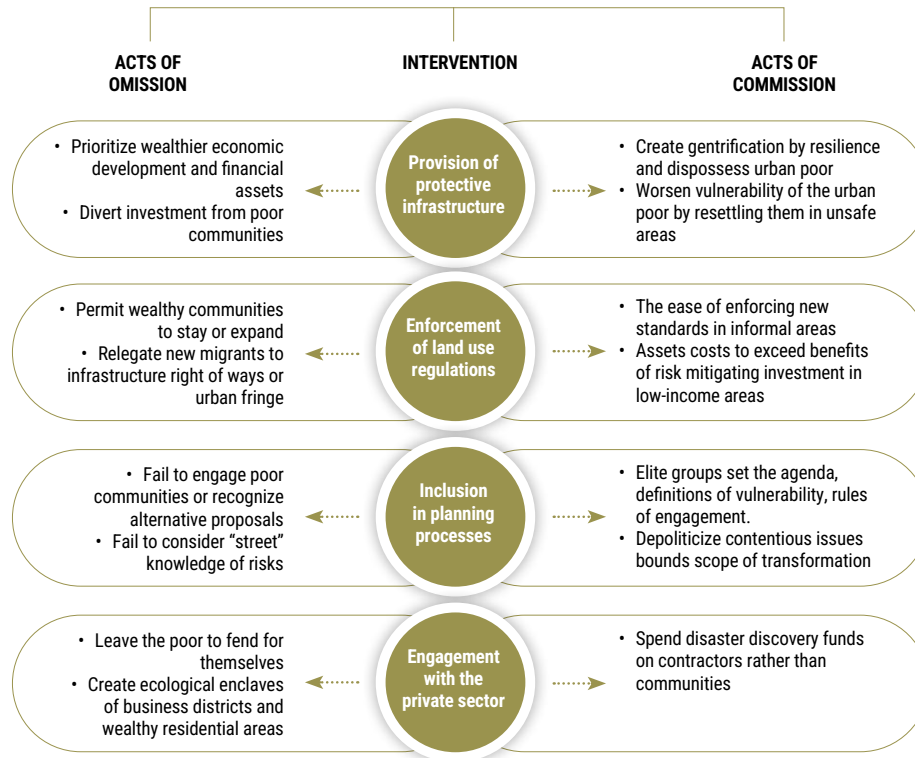 ACTS OF
OMISSION
INTERVENTION
ACTS OF
COMMISSION
• Prioritize wealthier economic
development and financial
assets
• Divert investment from poor
communities
Provision of
protective
infrastructure
• Create gentrification by resilience
and dispossess urban poor
• Worsen vulnerability of the urban
poor by resettling them in unsafe
areas
• Permit wealthy communities
to stay or expand
• Relegate new migrants to
infrastructure right of ways or
urban fringe
Enforcement
of land use
regulations
• The ease of enforcing new
standards in informal areas
• Assets costs to exceed benefits
of risk mitigating investment in
low-income areas
• Fail to engage poor
communities or recognize
alternative proposals
• Fail to consider “street”
knowledge of risks
Inclusion
in planning
processes
• Elite groups set the agenda,
definitions of vulnerability, rules
of engagement.
• Depoliticize contentious issues
bounds scope of transformation
• Leave the poor to fend for
themselves
• Create ecological enclaves
of business districts and
wealthy residential areas
Engagement
with the
private sector
• Spend disaster discovery funds
on contractors rather than
communities